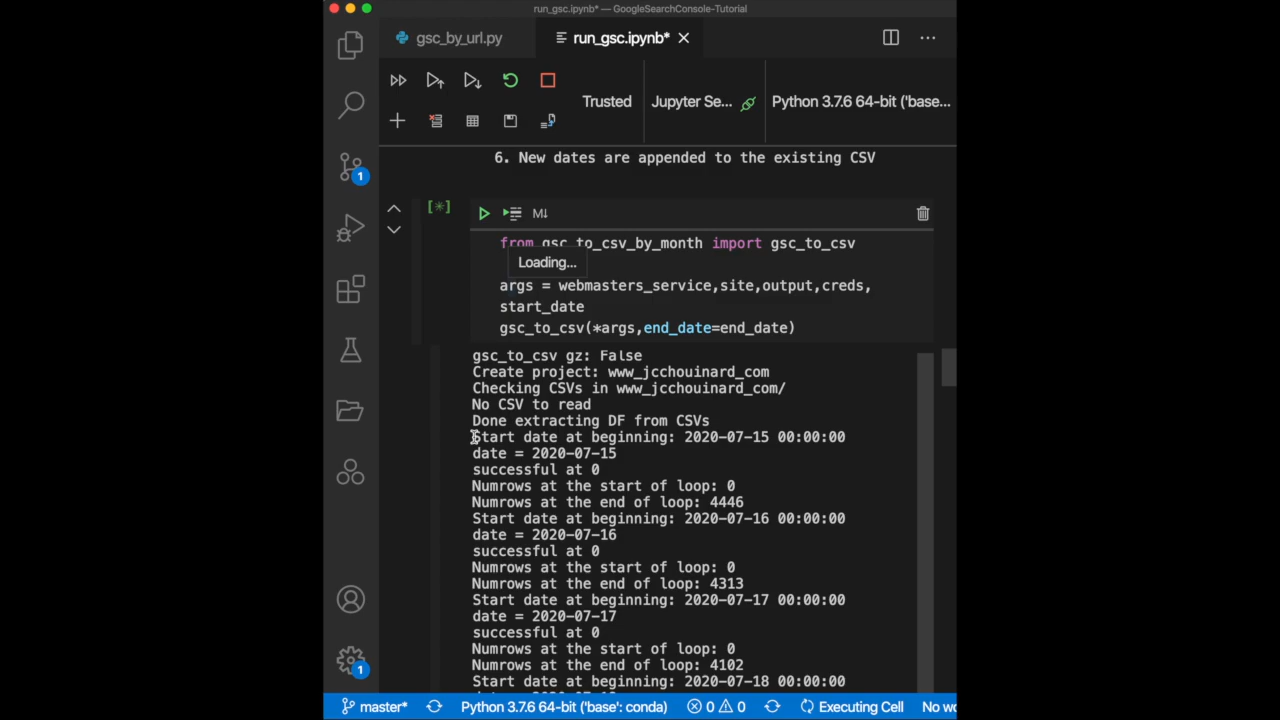 run_gsc.ipynb* — GoogleSearchConsole-Tutorial
gsc_by_url.py
run_gsc.ipynb*
Trusted
Jupyter Se...
Python 3.7.6 64-bit ('base...
6. New dates are appended to the existing CSV
1
[*]
M↓
from gsc_to_csv_by_month import gsc_to_csv
Loading...
args = webmasters_service,site,output,creds,
start_date
gsc_to_csv(*args,end_date=end_date)
gsc_to_csv gz: False
Create project: www_jcchouinard_com
Checking CSVs in www_jcchouinard_com/
No CSV to read
Done extracting DF from CSVs
Start date at beginning: 2020-07-15 00:00:00
date = 2020-07-15
successful at 0
Numrows at the start of loop: 0
Numrows at the end of loop: 4446
Start date at beginning: 2020-07-16 00:00:00
date = 2020-07-16
successful at 0
Numrows at the start of loop: 0
Numrows at the end of loop: 4313
Start date at beginning: 2020-07-17 00:00:00
date = 2020-07-17
successful at 0
Numrows at the start of loop: 0
Numrows at the end of loop: 4102
Start date at beginning: 2020-07-18 00:00:00
1
master*
Python 3.7.6 64-bit ('base': conda)
0
0
Executing Cell
No